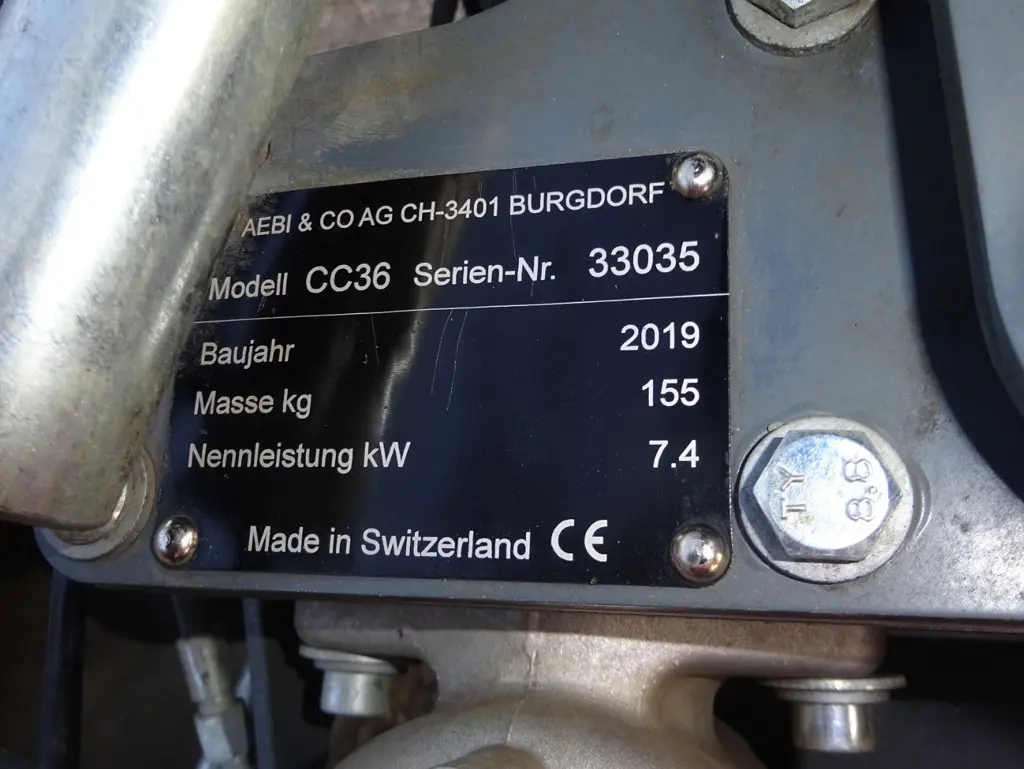 AEBI & CO AG CH-3401 BURGDORF
Modell CC36 Serien-Nr. 33035
Baujahr 2019
Masse kg 155
Nennleistung kW 7.4
Made in Switzerland CE
TY 8.8